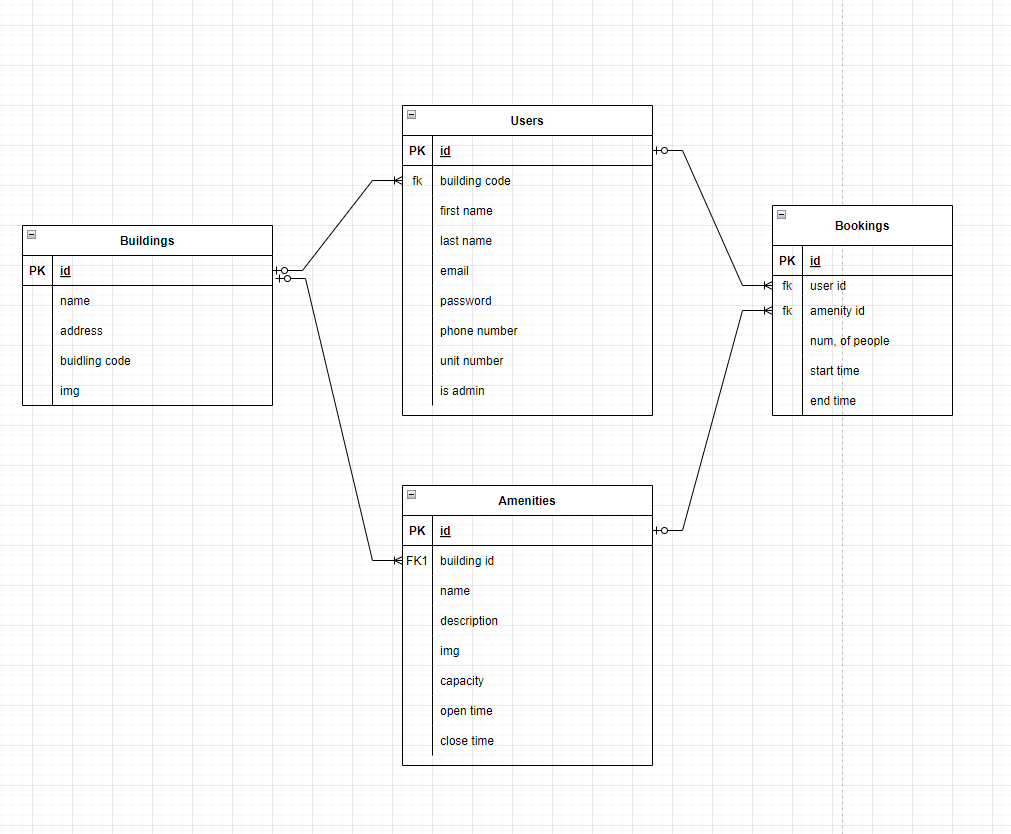 Users
PK id
fk building code
first name
last name
email
password
phone number
unit number
is admin
Buildings
PK id
name
address
buidling code
img
Bookings
PK id
fk user id
fk amenity id
num, of people
start time
end time
Amenities
PK id
FK1 building id
name
description
img
capacity
open time
close time